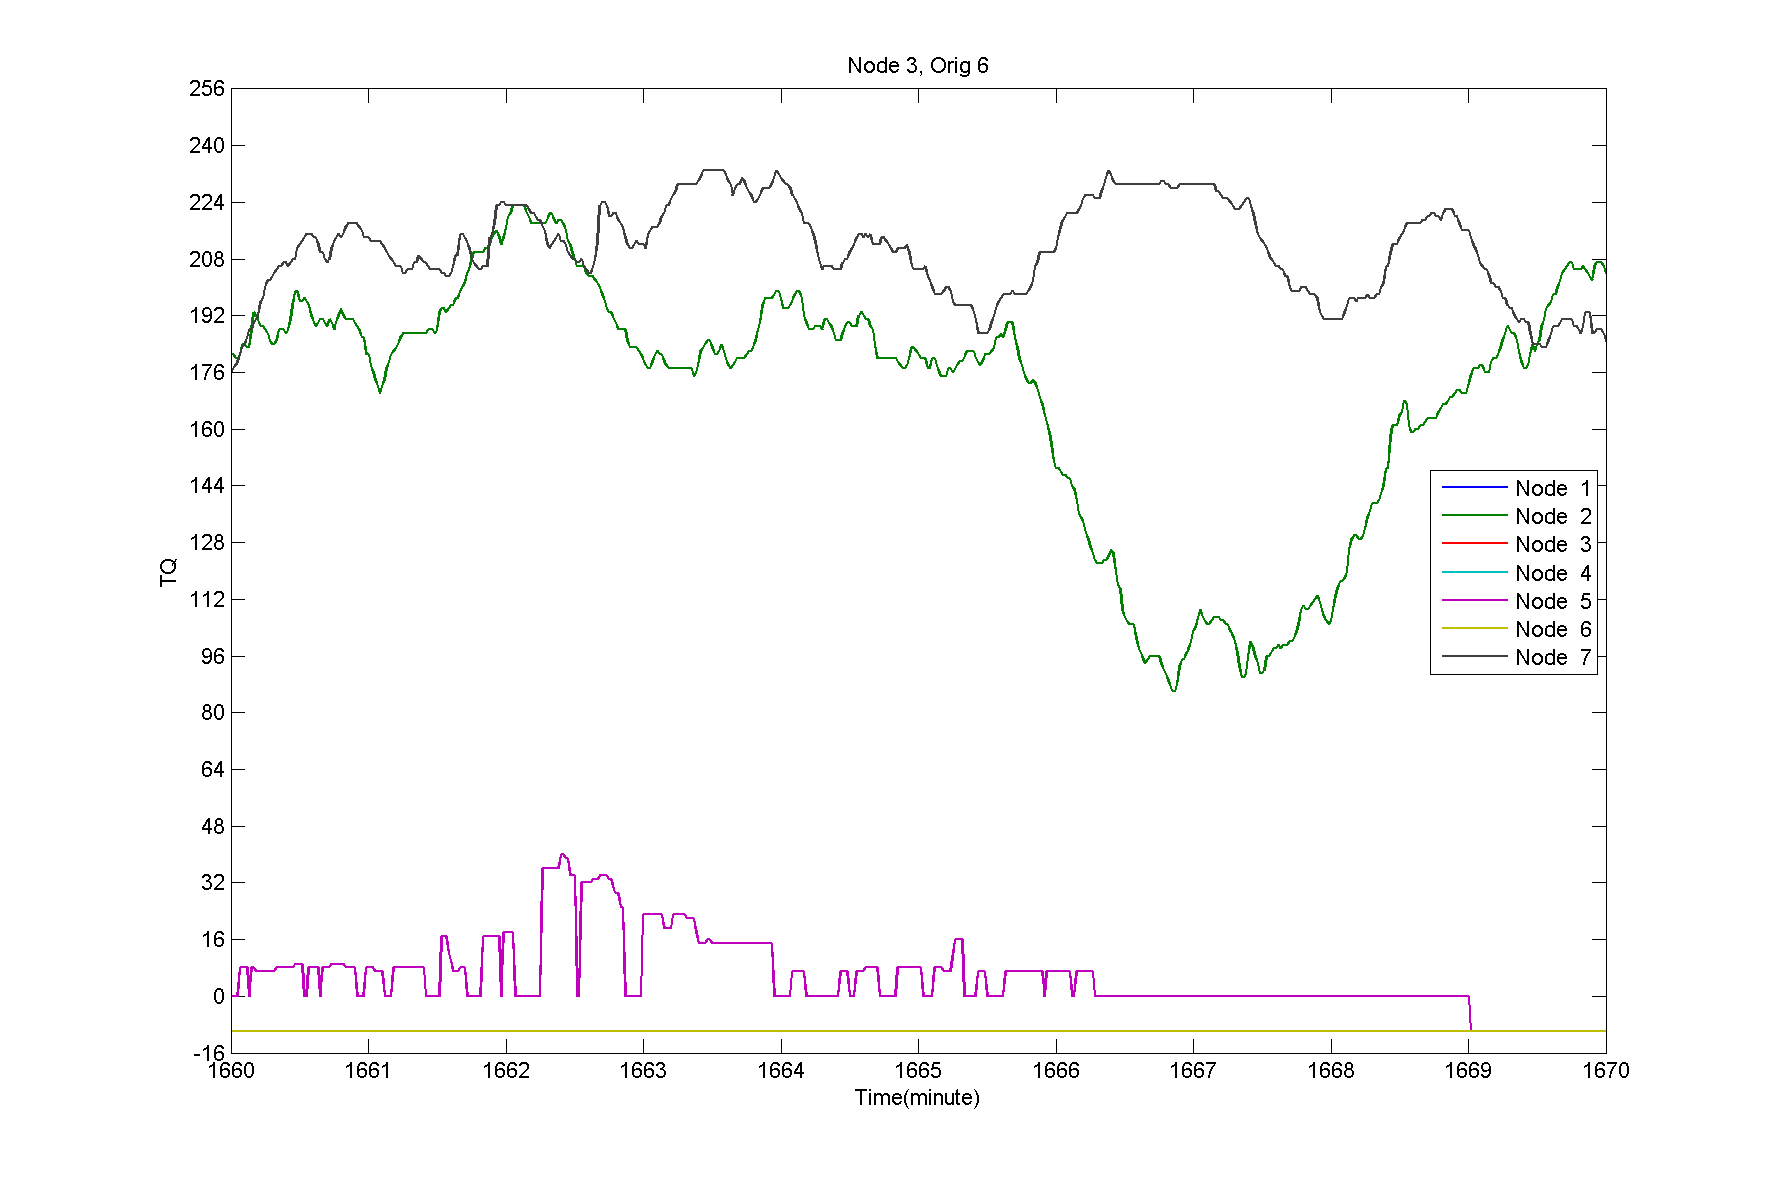 Node 3, Orig 6
256
240
224
208
192
176
160
144
128
112
96
80
64
48
32
16
0
-16
TQ
Node 1
Node 2
Node 3
Node 4
Node 5
Node 6
Node 7
1660 1661 1662 1663 1664 1665 1666 1667 1668 1669 1670
Time(minute)